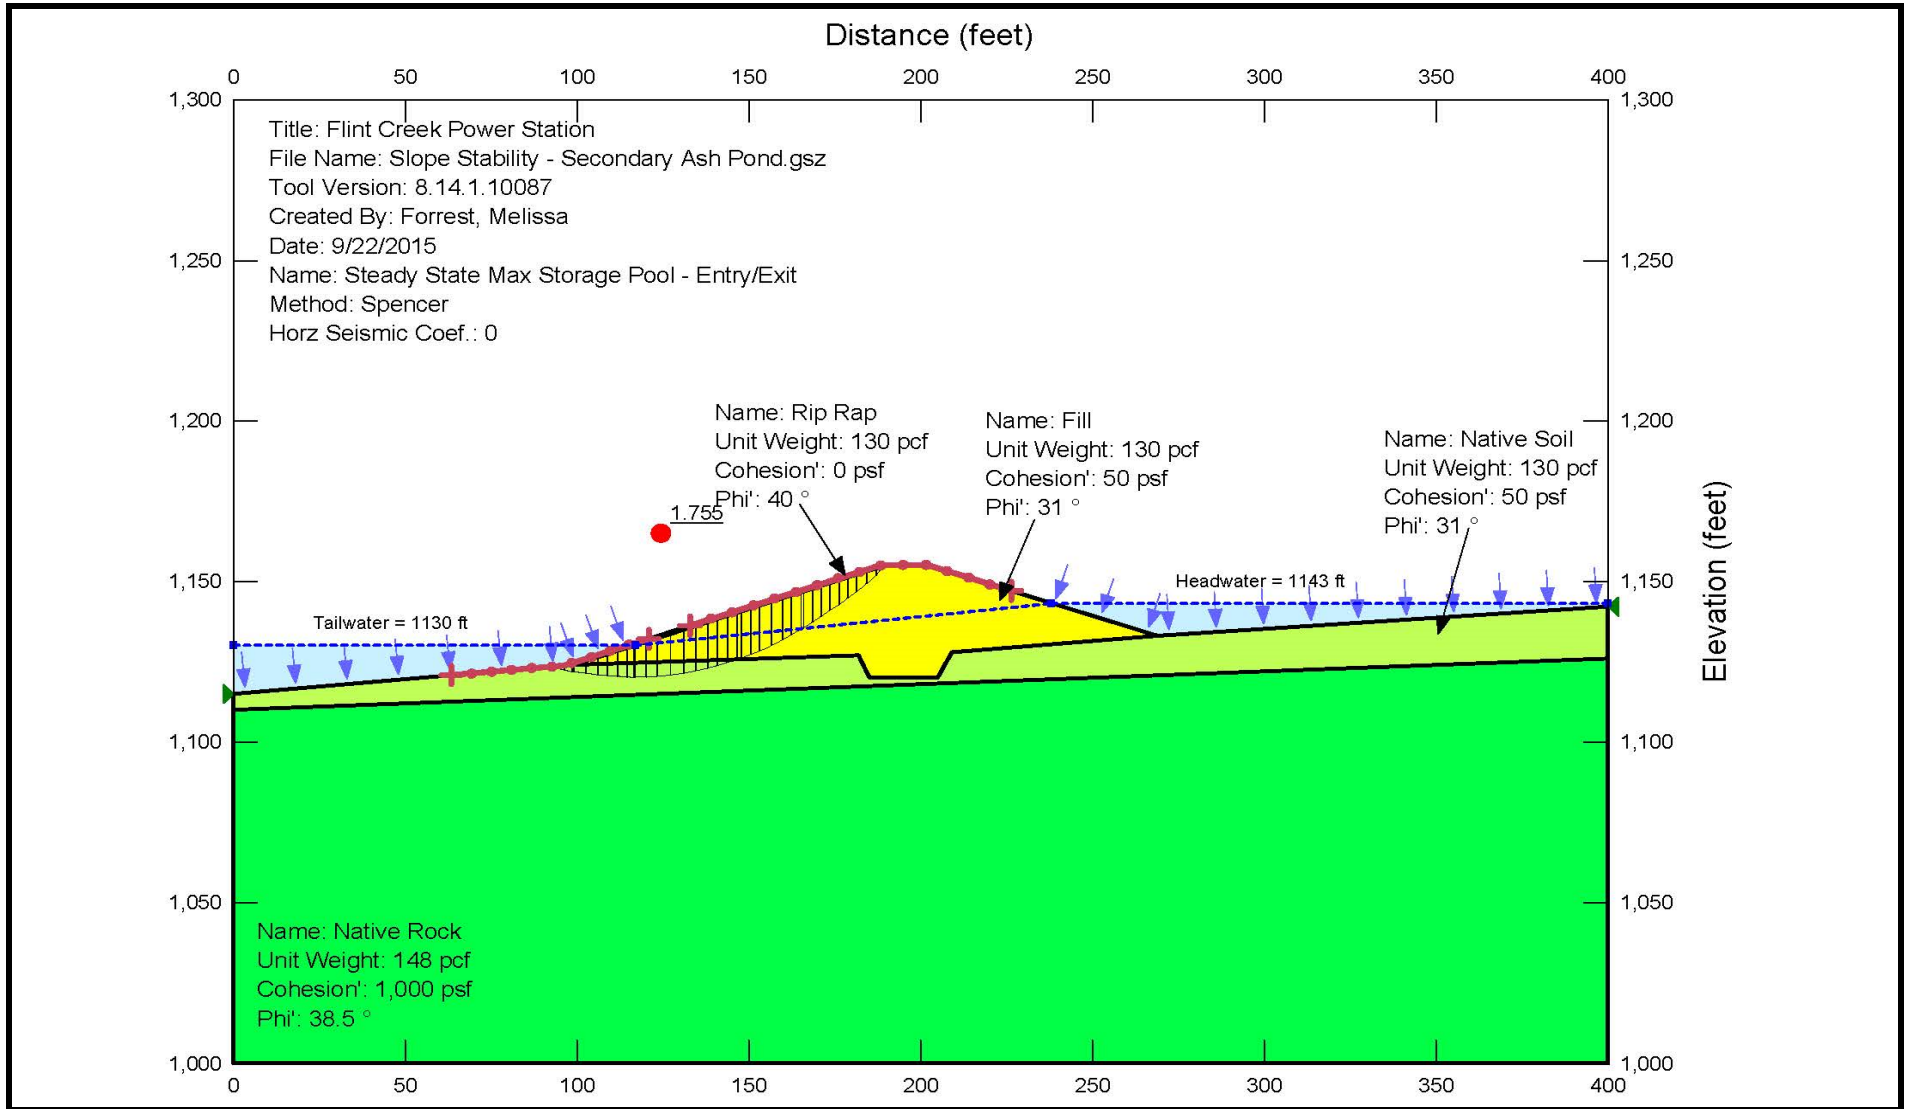 Distance (feet)
0 50 100 150 200 250 300 350 400
1,300 1,300
Title: Flint Creek Power Station
File Name: Slope Stability - Secondary Ash Pond.gsz
Tool Version: 8.14.1.10087
Created By: Forrest, Melissa
Date: 9/22/2015
Name: Steady State Max Storage Pool - Entry/Exit
Method: Spencer
Horz Seismic Coef.: 0
1,250 1,250
1,200 1,200
Name: Rip Rap
Unit Weight: 130 pcf
Cohesion': 0 psf
Phi': 40 °
Name: Fill
Unit Weight: 130 pcf
Cohesion': 50 psf
Phi': 31 °
Name: Native Soil
Unit Weight: 130 pcf
Cohesion': 50 psf
Phi': 31 °
1.755
Elevation (feet)
1,150 1,150
Headwater = 1143 ft
Tailwater = 1130 ft
1,100 1,100
1,050 1,050
Name: Native Rock
Unit Weight: 148 pcf
Cohesion': 1,000 psf
Phi': 38.5 °
1,000 1,000
0 50 100 150 200 250 300 350 400